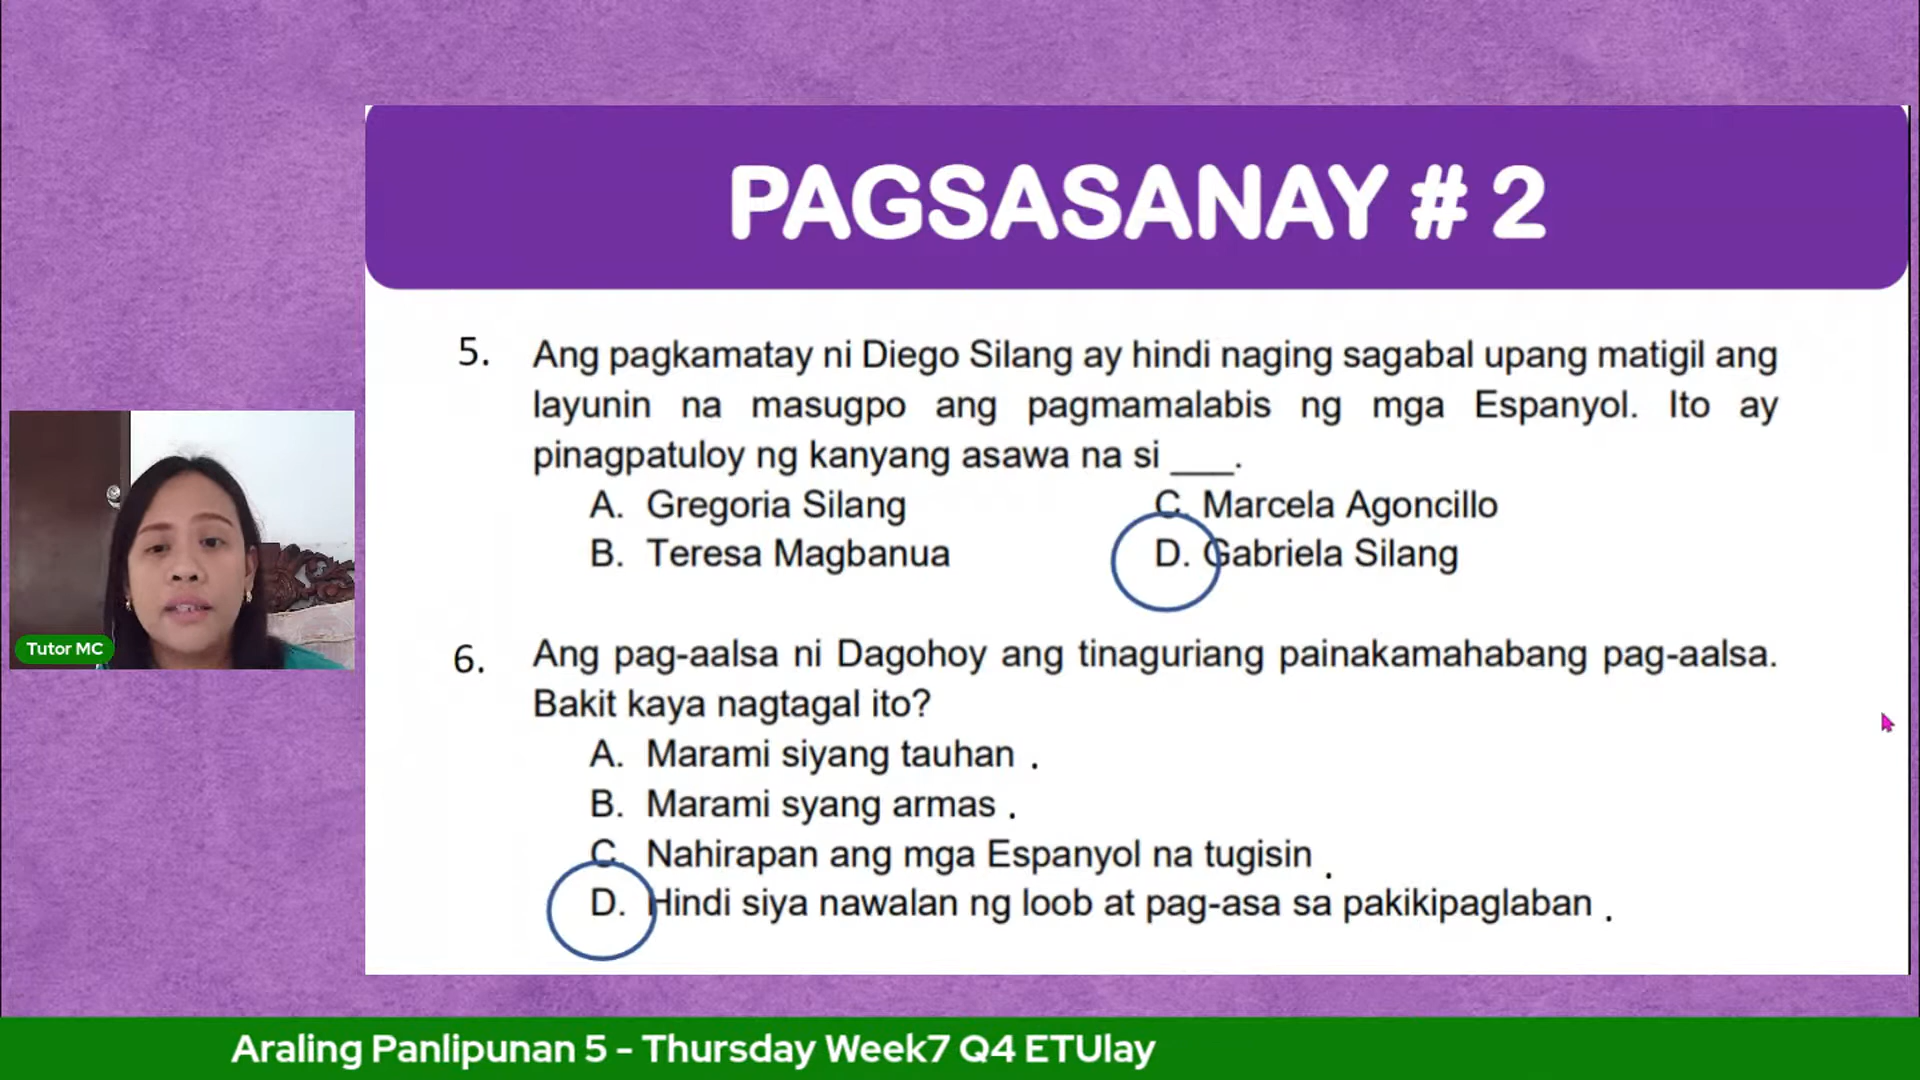 PAGSASANAY # 2
5. Ang pagkamatay ni Diego Silang ay hindi naging sagabal upang matigil ang
layunin na masugpo ang pagmamalabis ng mga Espanyol. Ito ay
pinagpatuloy ng kanyang asawa na si ___.
A. Gregoria Silang C. Marcela Agoncillo
B. Teresa Magbanua D. Gabriela Silang
6. Ang pag-aalsa ni Dagohoy ang tinaguriang painakamahabang pag-aalsa.
Bakit kaya nagtagal ito?
A. Marami siyang tauhan .
B. Marami syang armas .
C. Nahirapan ang mga Espanyol na tugisin .
D. Hindi siya nawalan ng loob at pag-asa sa pakikipaglaban .
Tutor MC
Araling Panlipunan 5 - Thursday Week7 Q4 ETUlay